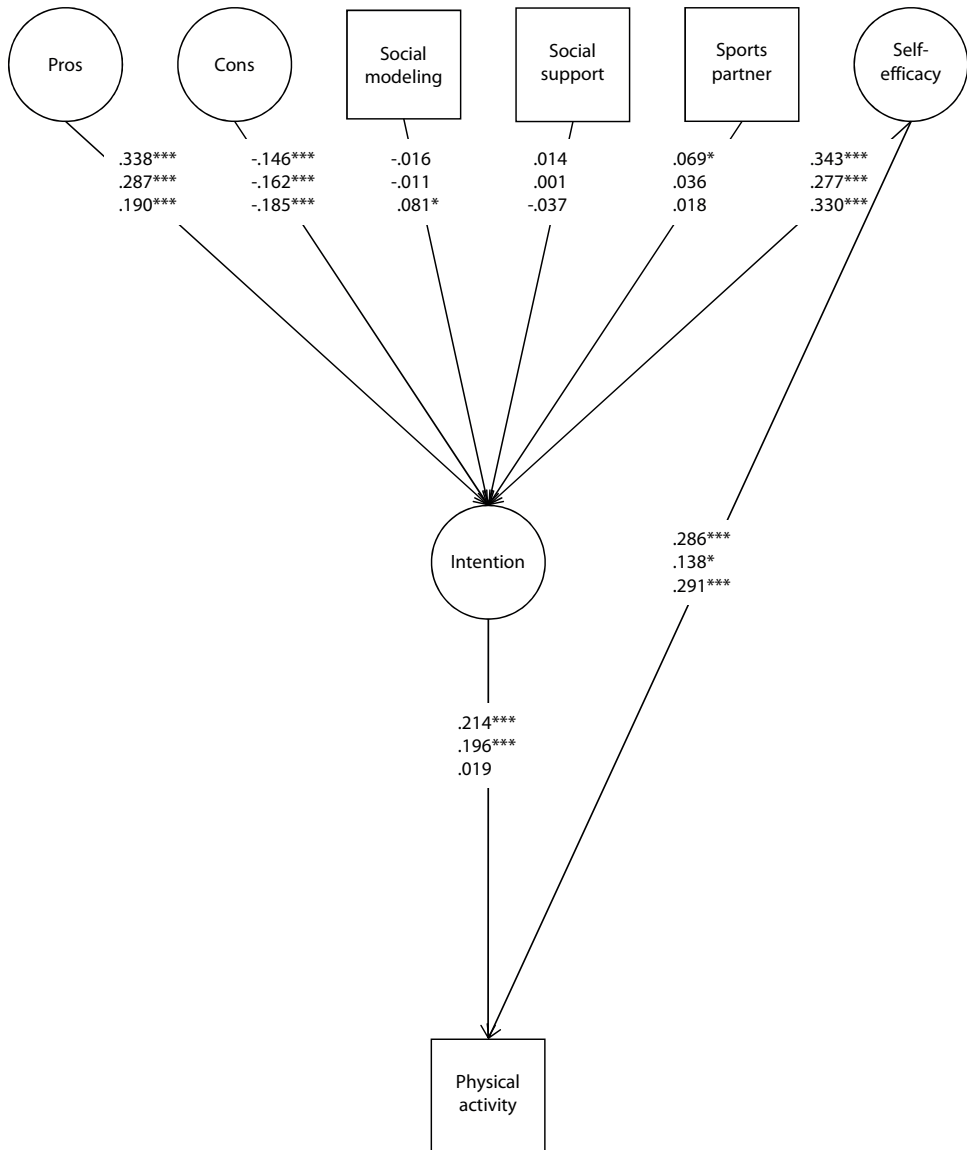 Pros
Cons
Social
modeling
Social
support
Sports
partner
Self-
efficacy
.338***
.287***
.190***
-.146***
-.162***
-.185***
-.016
-.011
.081*
.014
.001
-.037
.069*
.036
.018
.343***
.277***
.330***
Intention
.286***
.138*
.291***
.214***
.196***
.019
Physical
activity